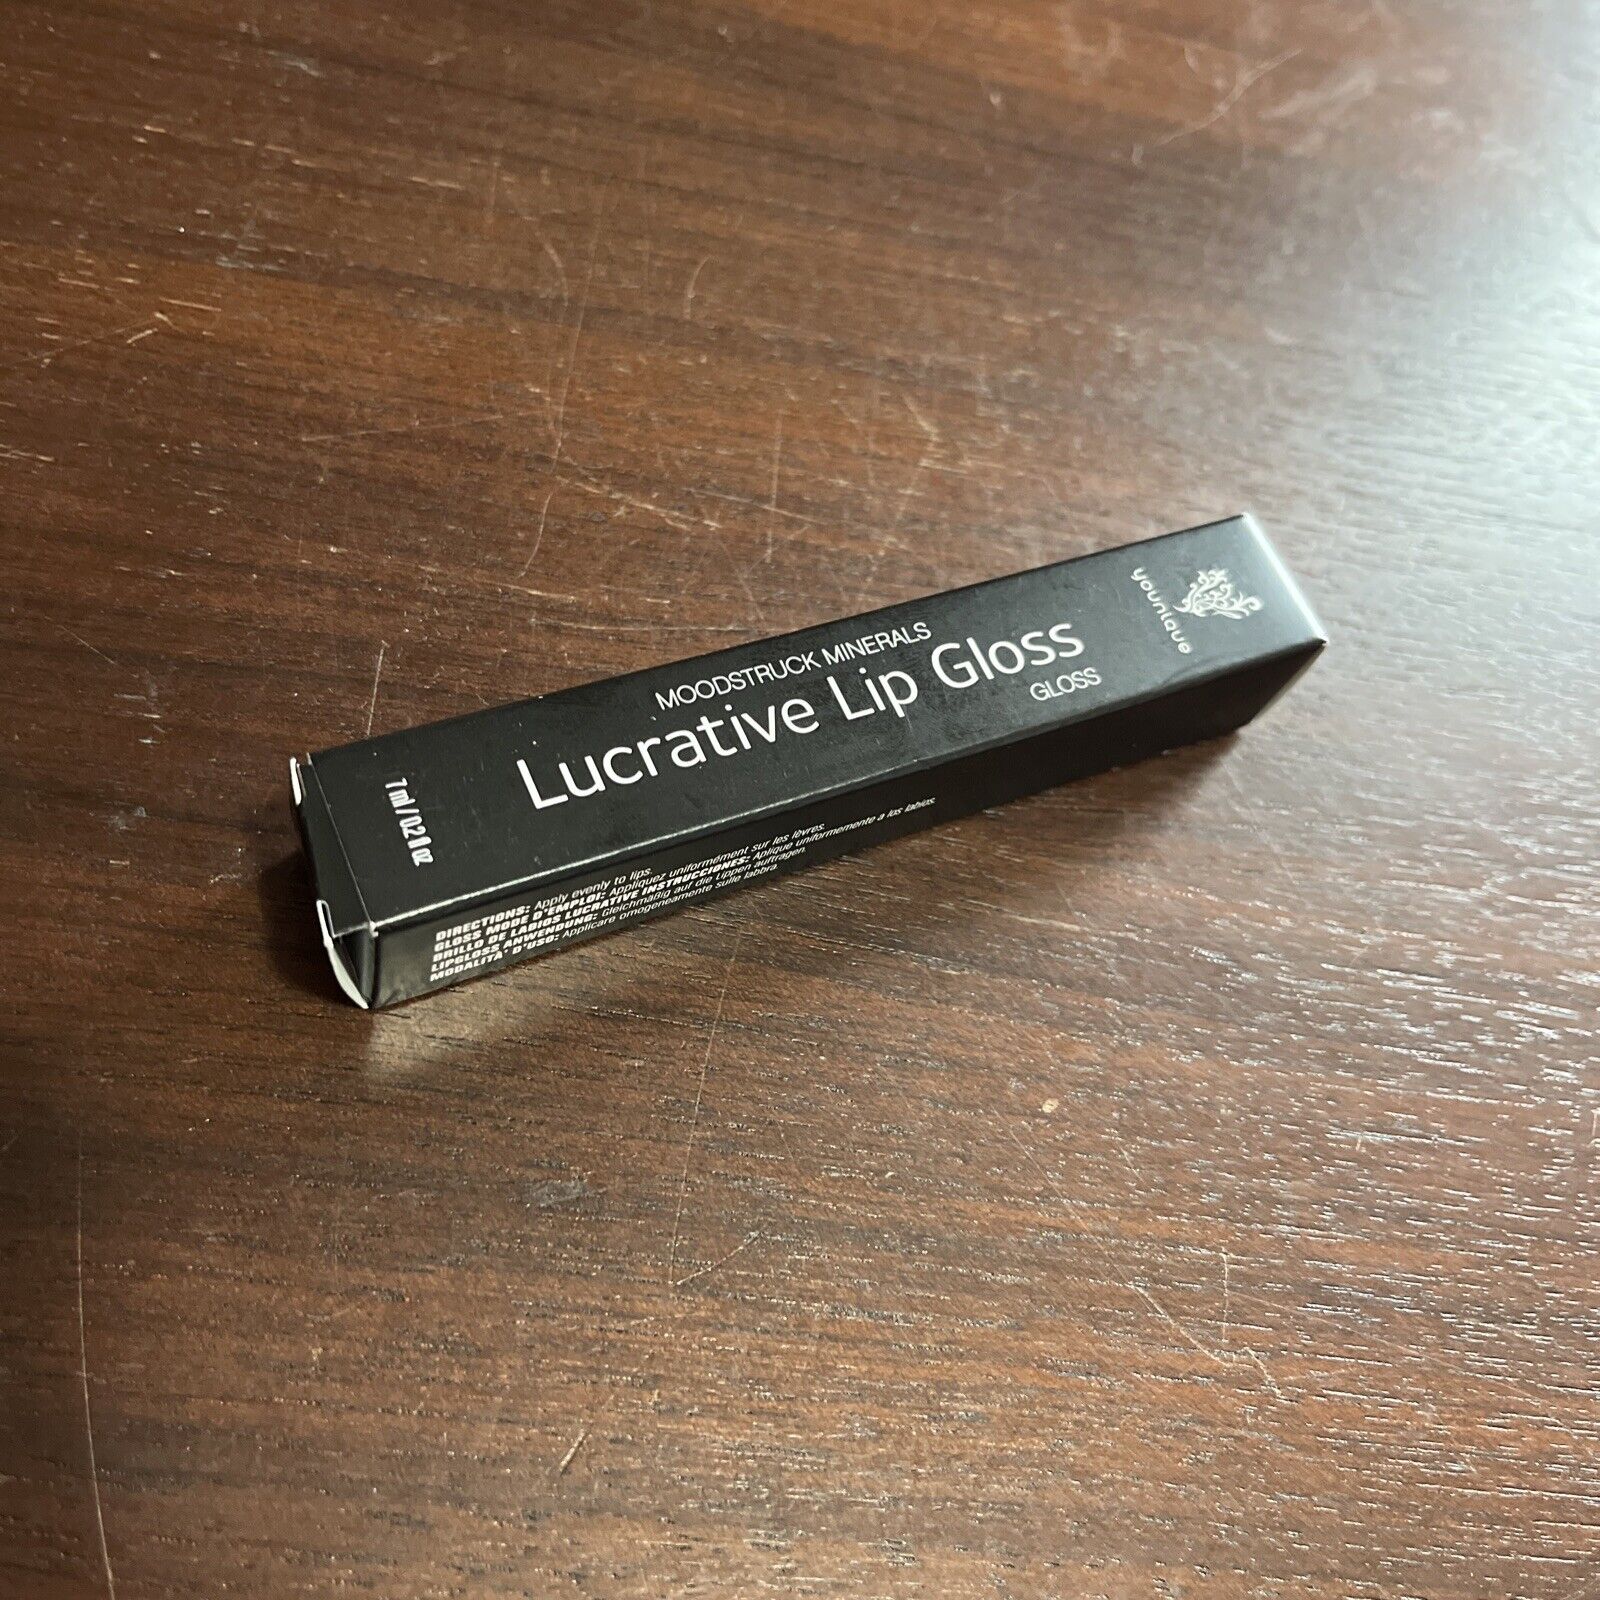 MOODSTRUCK MINERALS
Lucrative Lip Gloss
GLOSS
younique
7 ml / 0.2 fl oz
DIRECTIONS: Apply evenly to lips.
GLOSS MODE D'EMPLOI: Appliquez uniformément sur les lèvres.
BRILLO DE LABIOS LUCRATIVE INSTRUCCIONES: Aplique uniformemente a los labios.
LIPGLOSS ANWENDUNG: Gleichmäßig auf die Lippen auftragen.
MODALITÀ' D'USO: Applicare omogeneamente sulle labbra.